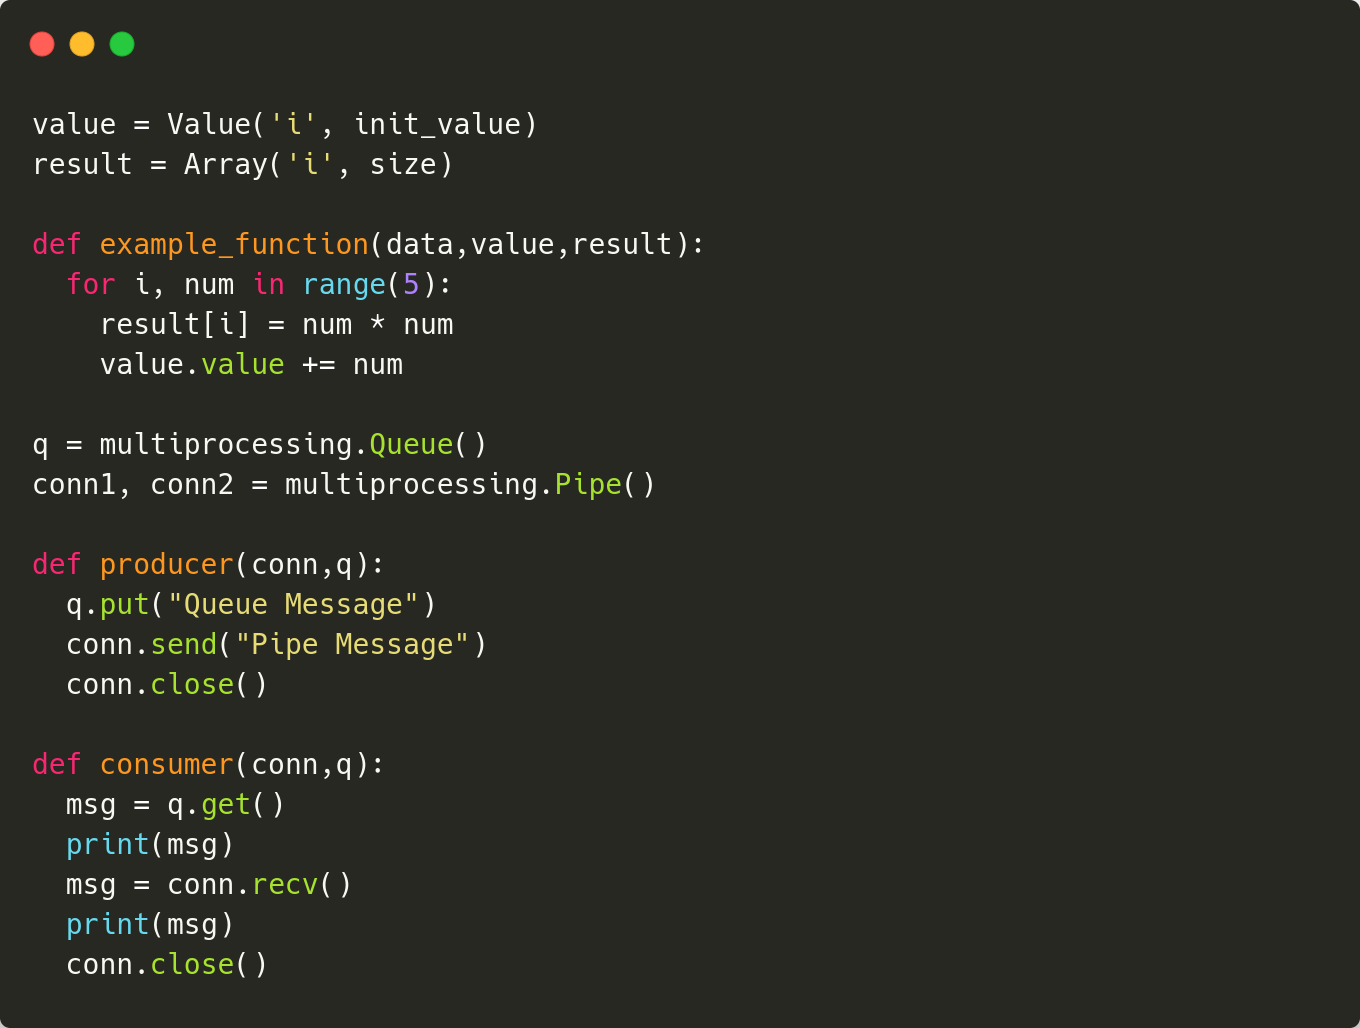 value = Value('i', init_value)
result = Array('i', size)

def example_function(data,value,result):
  for i, num in range(5):
    result[i] = num * num
    value.value += num

q = multiprocessing.Queue()
conn1, conn2 = multiprocessing.Pipe()

def producer(conn,q):
  q.put("Queue Message")
  conn.send("Pipe Message")
  conn.close()

def consumer(conn,q):
  msg = q.get()
  print(msg)
  msg = conn.recv()
  print(msg)
  conn.close()